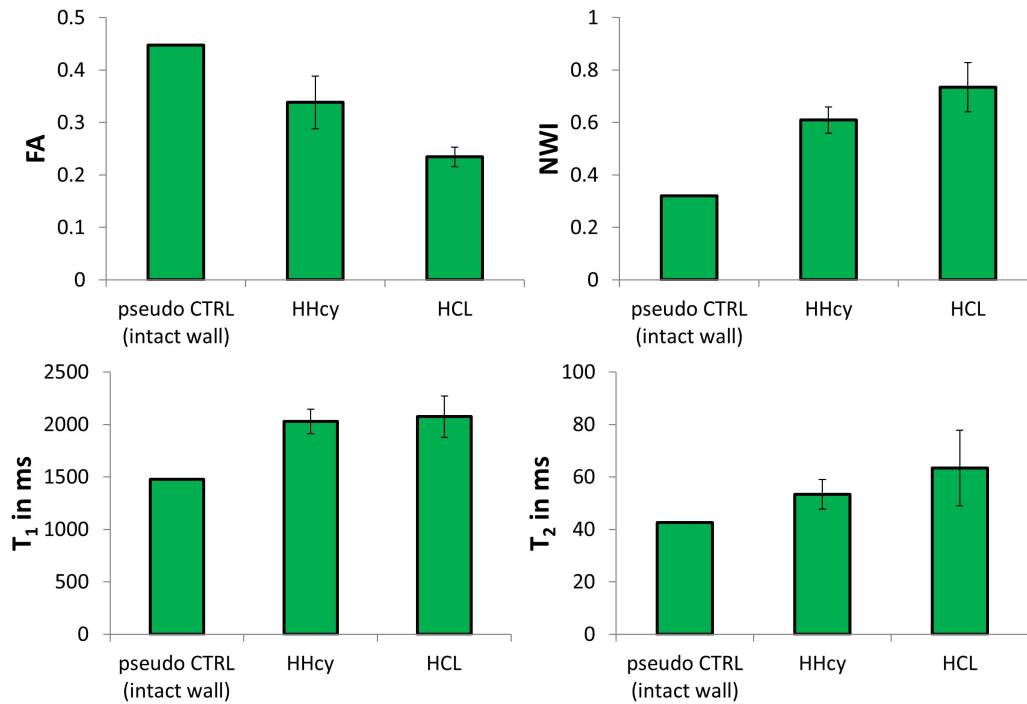 0.5
0.4
0.3
0.2
0.1
0
FA
pseudo CTRL
(intact wall)
HHcy
HCL
1
0.8
0.6
0.4
0.2
0
NWI
pseudo CTRL
(intact wall)
HHcy
HCL
2500
2000
1500
1000
500
0
T₁ in ms
pseudo CTRL
(intact wall)
HHcy
HCL
100
80
60
40
20
0
T₂ in ms
pseudo CTRL
(intact wall)
HHcy
HCL